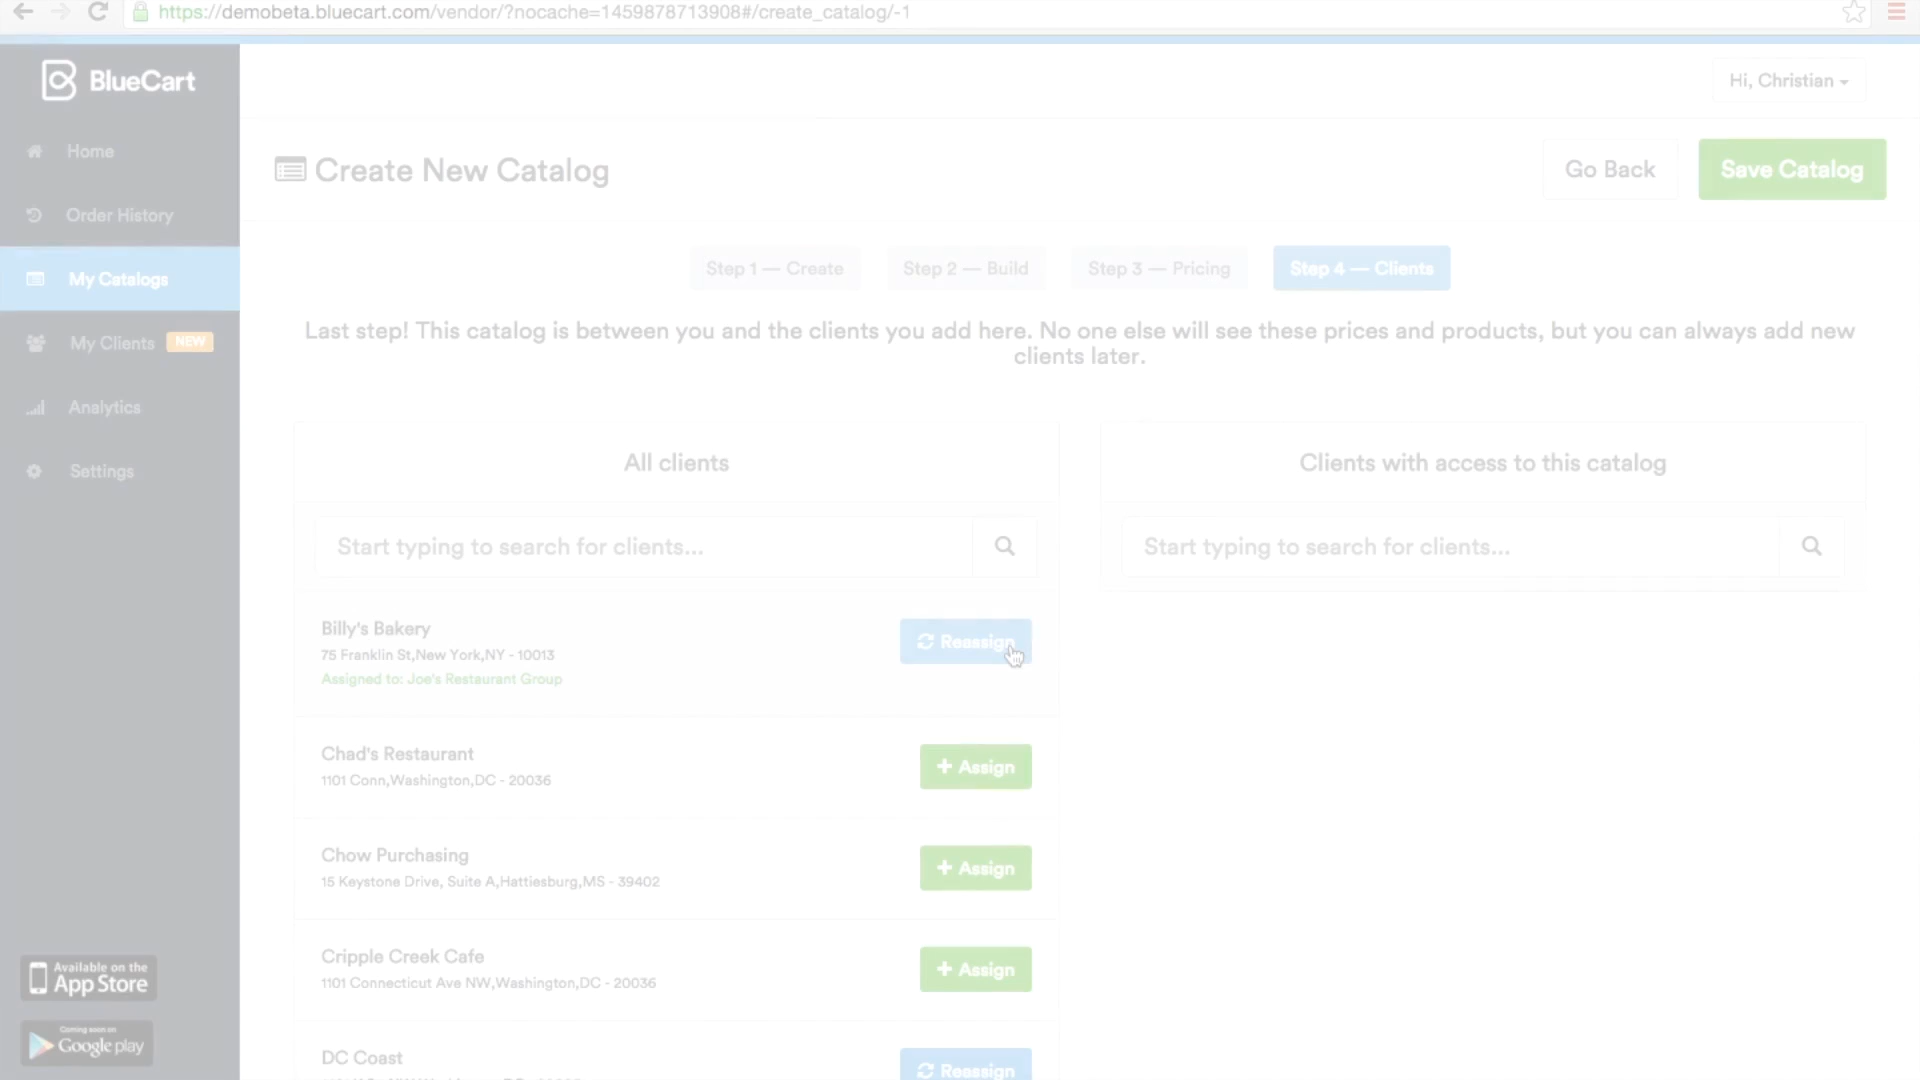 https://demobeta.bluecart.com/vendor/?nocache=1459878713908#/create_catalog/-1
BlueCart
Hi, Christian
Home
Create New Catalog
Go Back
Save Catalog
Order History
My Catalogs
Step 1 — Create
Step 2 — Build
Step 3 — Pricing
Step 4 — Clients
My Clients NEW
Last step! This catalog is between you and the clients you add here. No one else will see these prices and products, but you can always add new
clients later.
Analytics
Settings
All clients
Clients with access to this catalog
Start typing to search for clients...
Start typing to search for clients...
Billy's Bakery
75 Franklin St,New York,NY - 10013
Assigned to: Joe's Restaurant Group
Reassign
Chad's Restaurant
1101 Conn,Washington,DC - 20036
+ Assign
Chow Purchasing
15 Keystone Drive, Suite A,Hattiesburg,MS - 39402
+ Assign
Cripple Creek Cafe
1101 Connecticut Ave NW,Washington,DC - 20036
+ Assign
DC Coast
Reassign
Available on the
App Store
Coming soon on
Google play